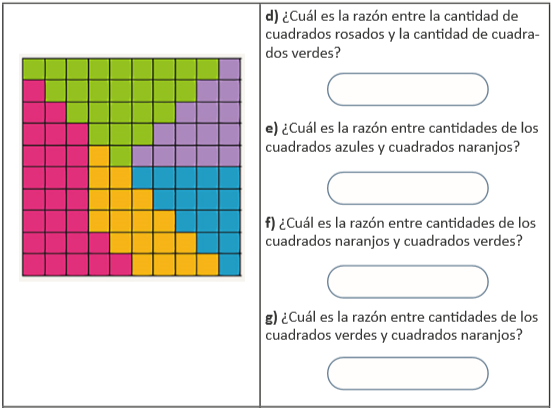 d) ¿Cuál es la razón entre la cantidad de
cuadrados rosados y la cantidad de cuadra-
dos verdes?
e) ¿Cuál es la razón entre cantidades de los
cuadrados azules y cuadrados naranjos?
f) ¿Cuál es la razón entre cantidades de los
cuadrados naranjos y cuadrados verdes?
g) ¿Cuál es la razón entre cantidades de los
cuadrados verdes y cuadrados naranjos?